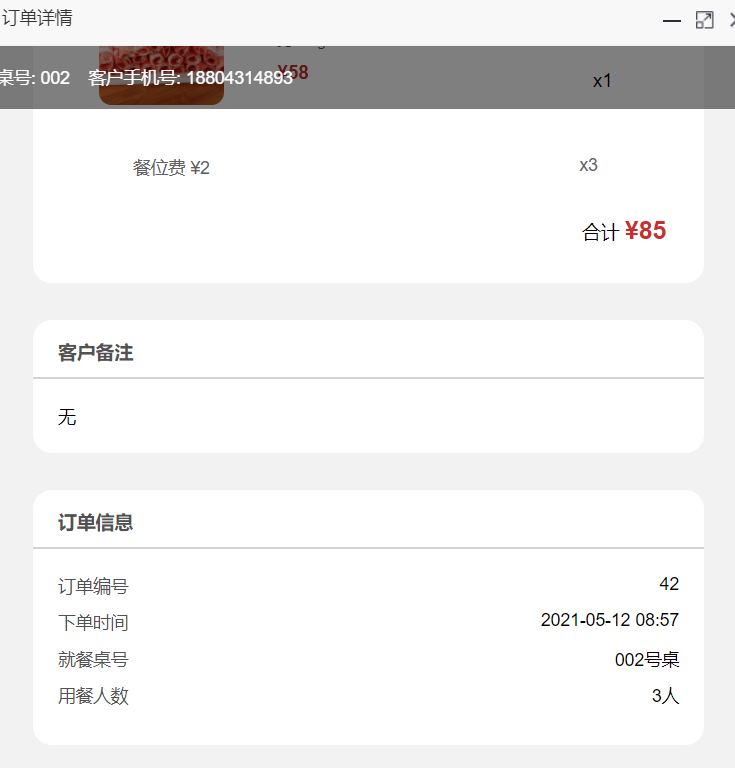 订单详情
桌号: 002 客户手机号: 18804314893
¥58
x1
餐位费 ¥2
x3
合计 ¥85
客户备注
无
订单信息
订单编号 42
下单时间 2021-05-12 08:57
就餐桌号 002号桌
用餐人数 3人